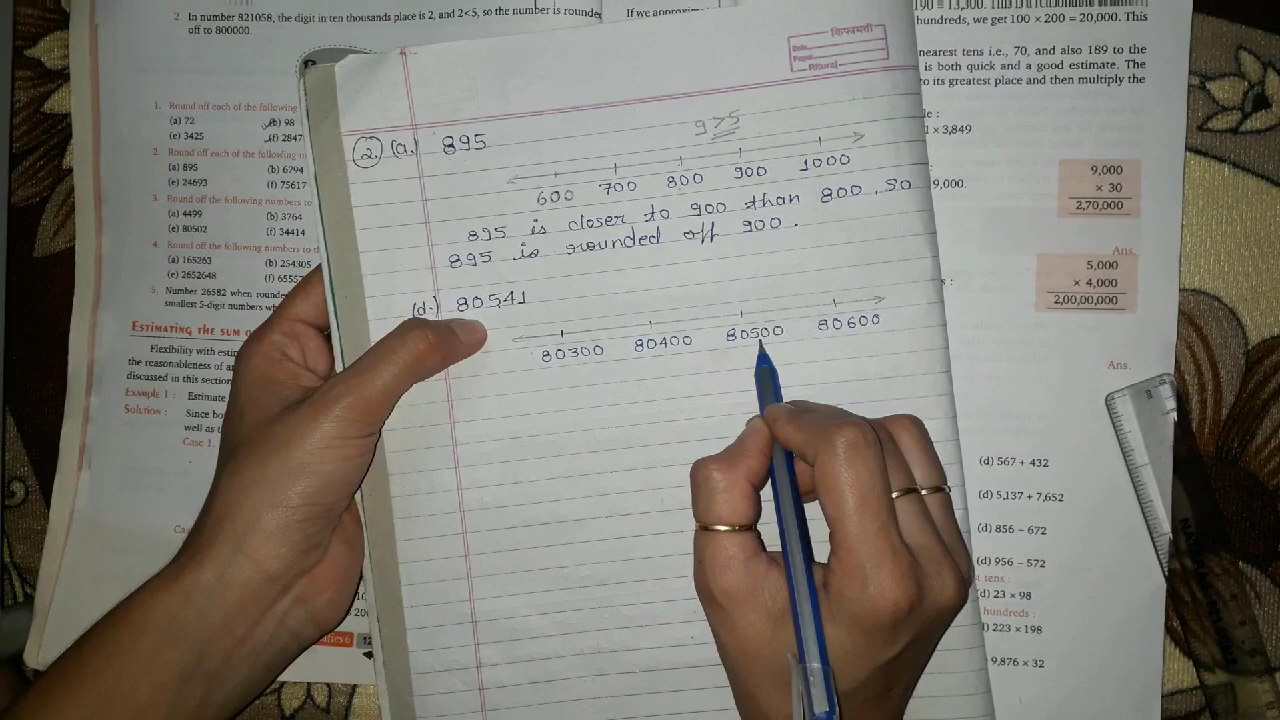 2. In number 821058, the digit in ten thousands place is 2, and 2<5, so the number is rounded
off to 800000.
1. Round off each of the following
(a) 72 (b) 98
(e) 3425 (f) 2847
2. Round off each of the following
(a) 895 (b) 6794
(e) 24693 (f) 75617
3. Round off the following numbers to
(a) 4499 (b) 3764
(e) 80502 (f) 34414
4. Round off the following numbers to
(a) 165263 (b) 254305
(e) 2652648
5. Number 26582 when
smallest 5-digit numbers
ESTIMATING THE SUM
Flexibility with
the reasonableness of
discussed in this section
Example 1 : Estimate
Solution : Since
well as
Case 1.
If we
Date
Page
Ritural
② (a.) 895
9>5
600 700 800 900 1000
895 is closer to 900 than 800, so
895 is rounded off 900.
(d.) 80541
80300 80400 80500 80600
hundreds, we get 100 × 200 = 20,000. This
nearest tens i.e., 70, and also 189 to the
is both quick and a good estimate. The
to its greatest place and then multiply the
× 3,849
9,000.
9,000
× 30
2,70,000
Ans.
5,000
× 4,000
2,00,00,000
Ans.
(d) 567 + 432
(d) 5,137 + 7,652
(d) 856 – 672
(d) 956 – 572
tens :
(d) 23 × 98
hundreds :
223 × 198
9,876 × 32